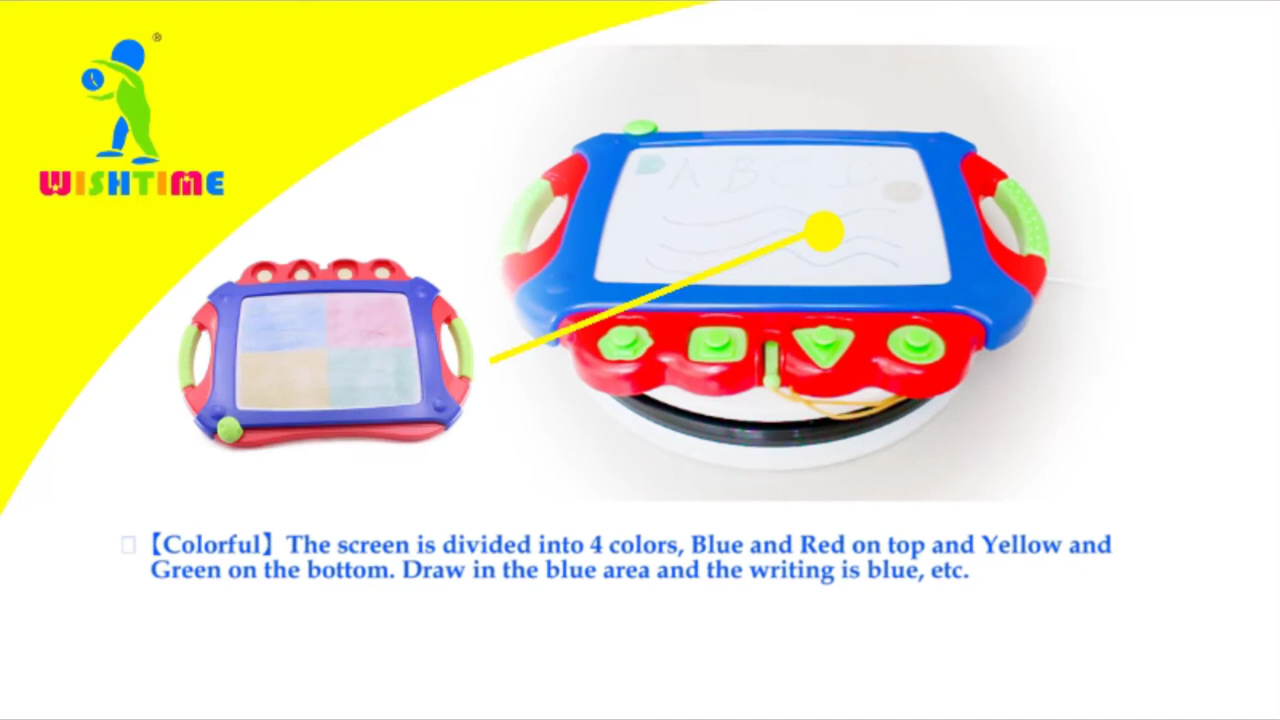 ®
WISHTIME
A B C D
【Colorful】The screen is divided into 4 colors, Blue and Red on top and Yellow and
Green on the bottom. Draw in the blue area and the writing is blue, etc.